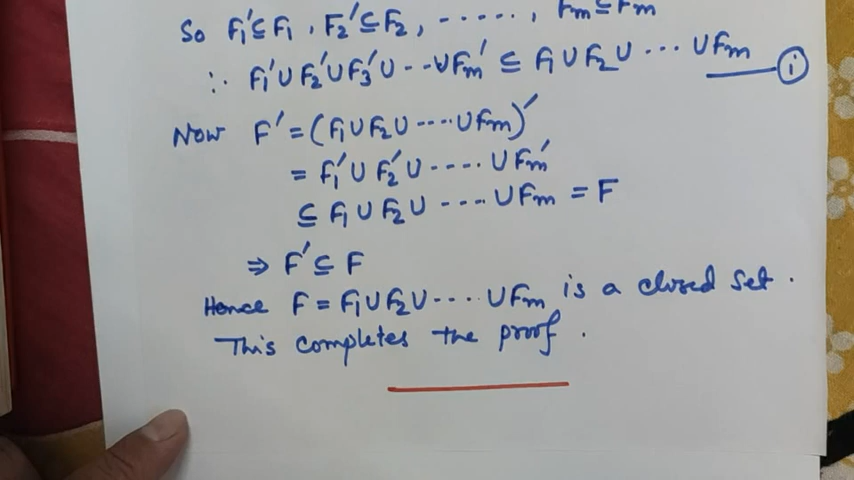 So F₁'⊆F₁, F₂'⊆F₂, -----, Fm'⊆Fm
∴ F₁'∪F₂'∪F₃'∪---∪Fm' ⊆ F₁∪F₂∪ ··· ∪Fm — (i)
Now F' = (F₁∪F₂∪----∪Fm)'
= F₁'∪F₂'∪---- ∪Fm'
⊆ F₁∪F₂∪ ---- ∪Fm = F
⇒ F'⊆ F
Hence F = F₁∪F₂∪---- ∪Fm is a closed set.
This completes the proof.